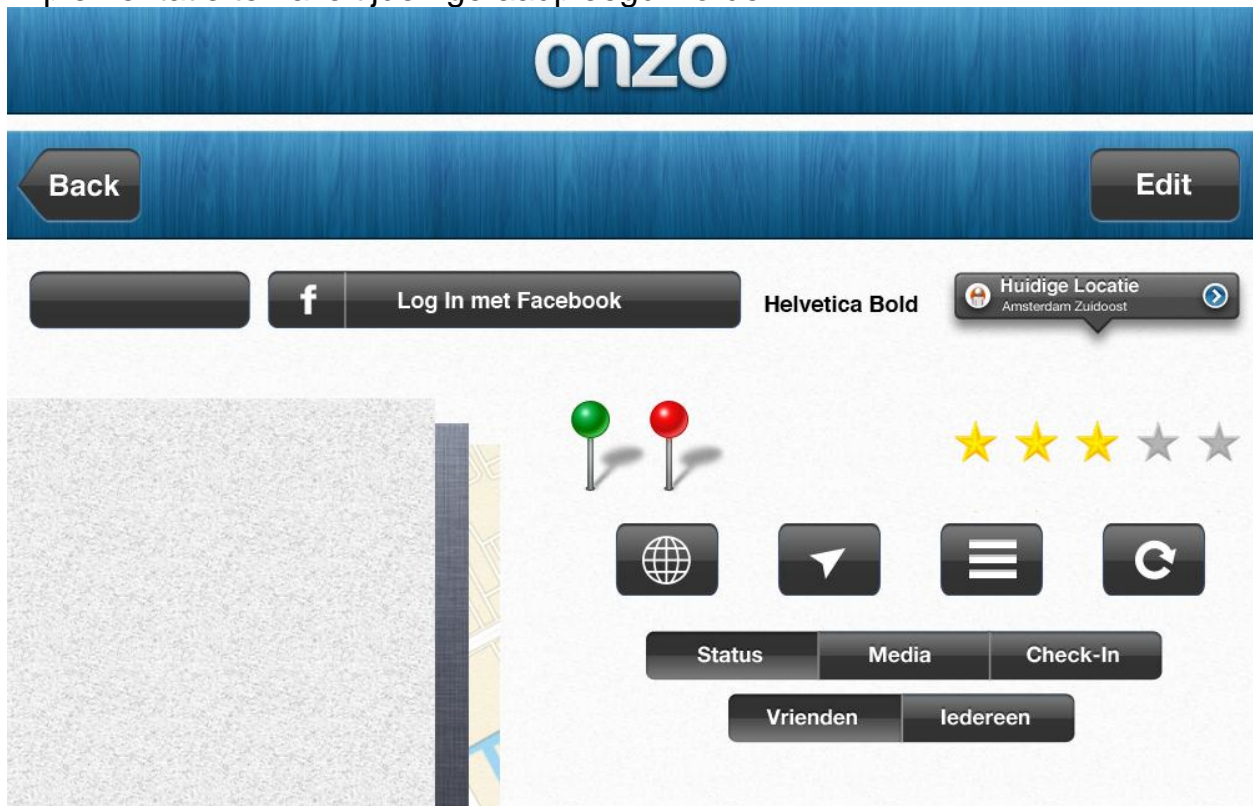 onzo
Back
Edit
f
Log In met Facebook
Helvetica Bold
Huidige Locatie
Amsterdam Zuidoost
Status Media Check-In
Vrienden Iedereen